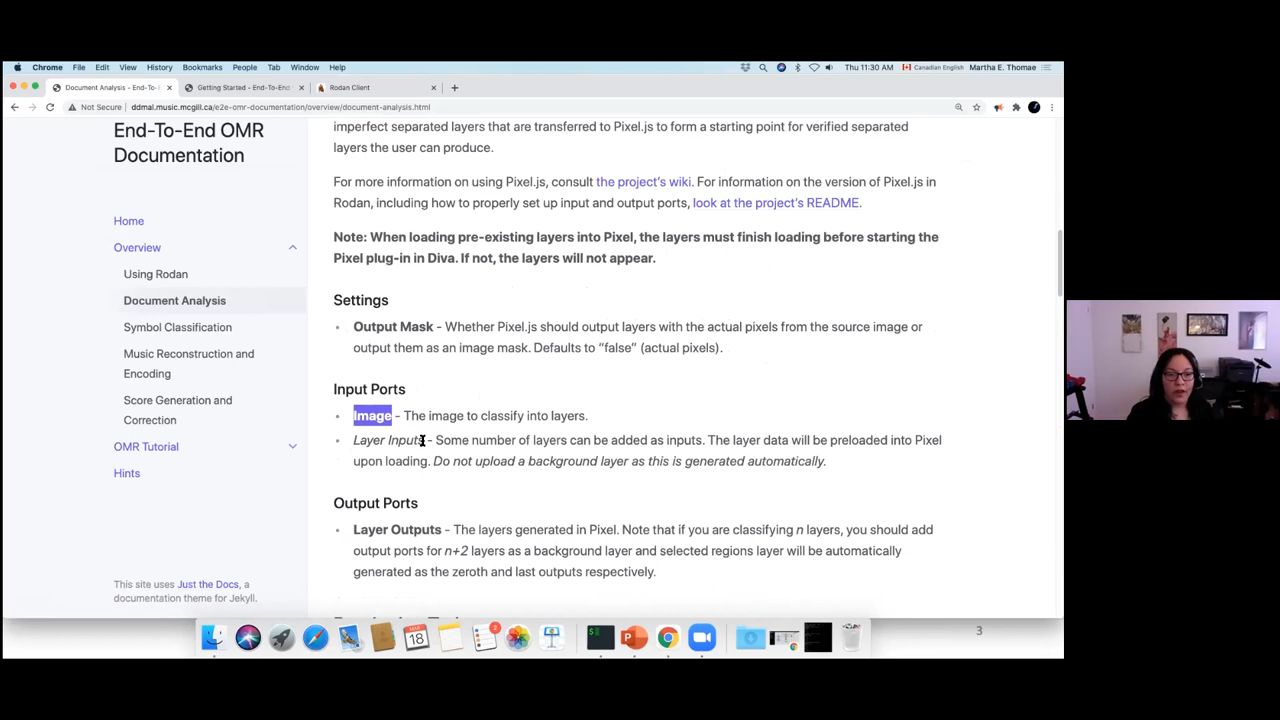 Chrome File Edit View History Bookmarks People Tab Window Help Thu 11:30 AM Canadian English Martha E. Thomae
Document Analysis - End-To- Getting Started - End-To-End Rodan Client
Not Secure ddmal.music.mcgill.ca/e2e-omr-documentation/overview/document-analysis.html
End-To-End OMR
Documentation
Home
Overview
Using Rodan
Document Analysis
Symbol Classification
Music Reconstruction and
Encoding
Score Generation and
Correction
OMR Tutorial
Hints
This site uses Just the Docs, a
documentation theme for Jekyll.
imperfect separated layers that are transferred to Pixel.js to form a starting point for verified separated
layers the user can produce.
For more information on using Pixel.js, consult the project's wiki. For information on the version of Pixel.js in
Rodan, including how to properly set up input and output ports, look at the project's README.
Note: When loading pre-existing layers into Pixel, the layers must finish loading before starting the
Pixel plug-in in Diva. If not, the layers will not appear.
Settings
Output Mask - Whether Pixel.js should output layers with the actual pixels from the source image or
output them as an image mask. Defaults to “false” (actual pixels).
Input Ports
Image - The image to classify into layers.
Layer Inputs - Some number of layers can be added as inputs. The layer data will be preloaded into Pixel
upon loading. Do not upload a background layer as this is generated automatically.
Output Ports
Layer Outputs - The layers generated in Pixel. Note that if you are classifying n layers, you should add
output ports for n+2 layers as a background layer and selected regions layer will be automatically
generated as the zeroth and last outputs respectively.
MAR
18
2
3